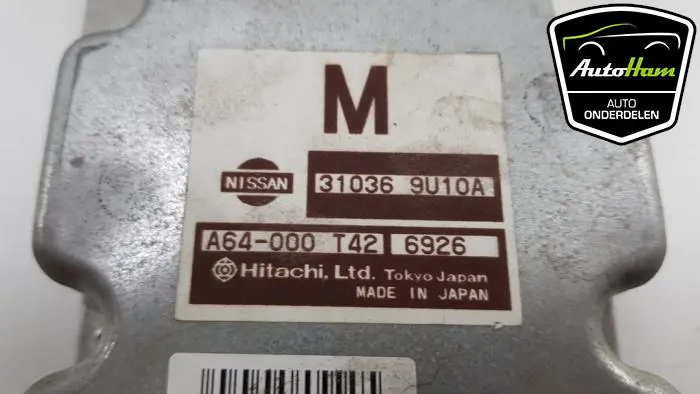 M
NISSAN
31036 9U10A
A64-000 T42 6926
Hitachi, Ltd. Tokyo Japan
MADE IN JAPAN
AutoHam
AUTO
ONDERDELEN